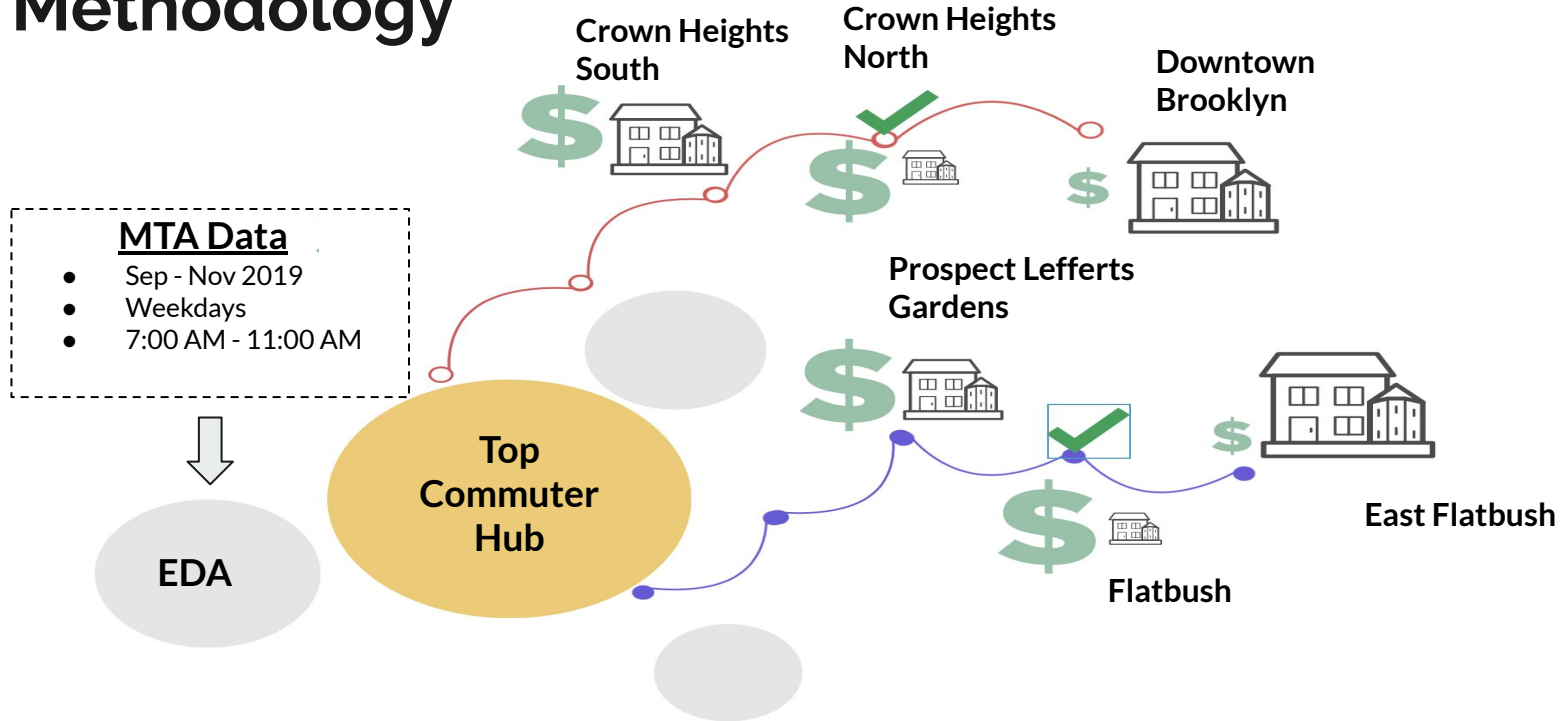 Methodology
Crown Heights
South
Crown Heights
North
Downtown
Brooklyn
MTA Data
● Sep - Nov 2019
● Weekdays
● 7:00 AM - 11:00 AM
Prospect Lefferts
Gardens
Top
Commuter
Hub
EDA
East Flatbush
Flatbush
$
$
$
$
$
$